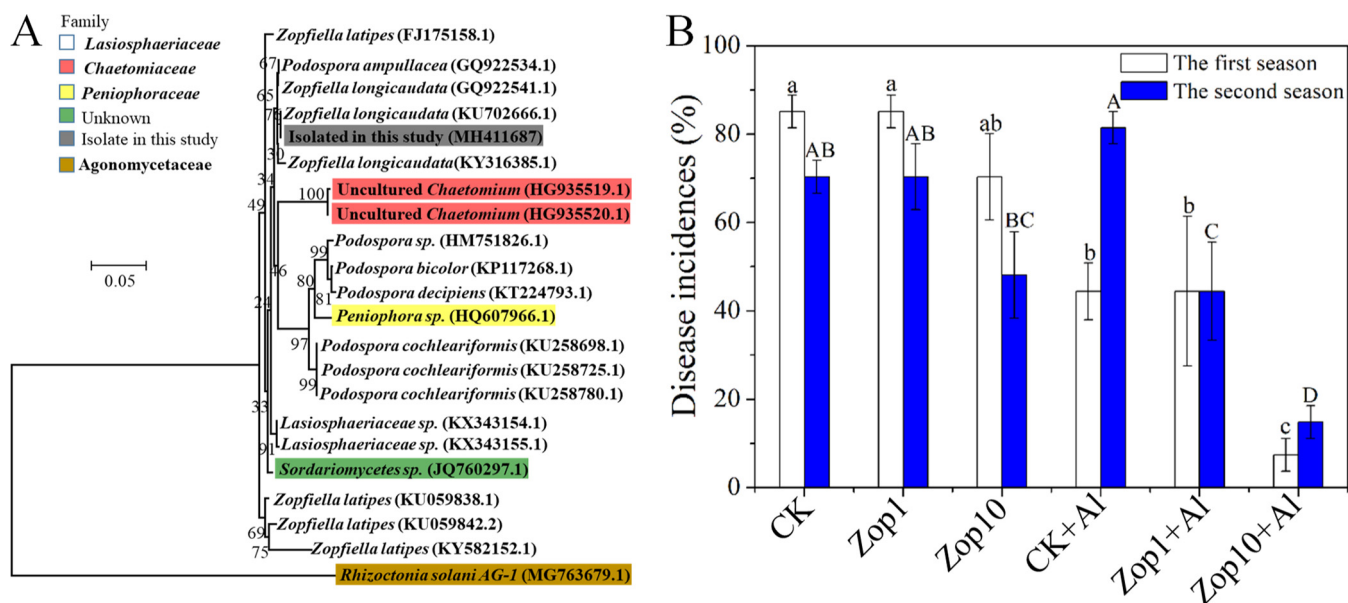 A
Family
Lasiosphaeriaceae
Chaetomiaceae
Peniophoraceae
Unknown
Isolate in this study
Agonomycetaceae
0.05
Zopfiella latipes (FJ175158.1)
67
Podospora ampullacea (GQ922534.1)
65
Zopfiella longicaudata (GQ922541.1)
Zopfiella longicaudata (KU702666.1)
Isolated in this study (MH411687)
30
Zopfiella longicaudata(KY316385.1)
34
100
Uncultured Chaetomium (HG935519.1)
49
Uncultured Chaetomium (HG935520.1)
Podospora sp. (HM751826.1)
99
46
Podospora bicolor (KP117268.1)
80
81
Podospora decipiens (KT224793.1)
24
Peniophora sp. (HQ607966.1)
97
Podospora cochleariformis (KU258698.1)
Podospora cochleariformis (KU258725.1)
99
Podospora cochleariformis (KU258780.1)
33
Lasiosphaeriaceae sp. (KX343154.1)
91
Lasiosphaeriaceae sp. (KX343155.1)
Sordariomycetes sp. (JQ760297.1)
Zopfiella latipes (KU059838.1)
69
Zopfiella latipes (KU059842.2)
75
Zopfiella latipes (KY582152.1)
Rhizoctonia solani AG-1 (MG763679.1)
B
Disease incidences (%)
100
80
60
40
20
0
The first season
The second season
a
AB
a
AB
ab
BC
b
A
b
C
c
D
CK
Zop1
Zop10
CK+Al
Zop1+Al
Zop10+Al